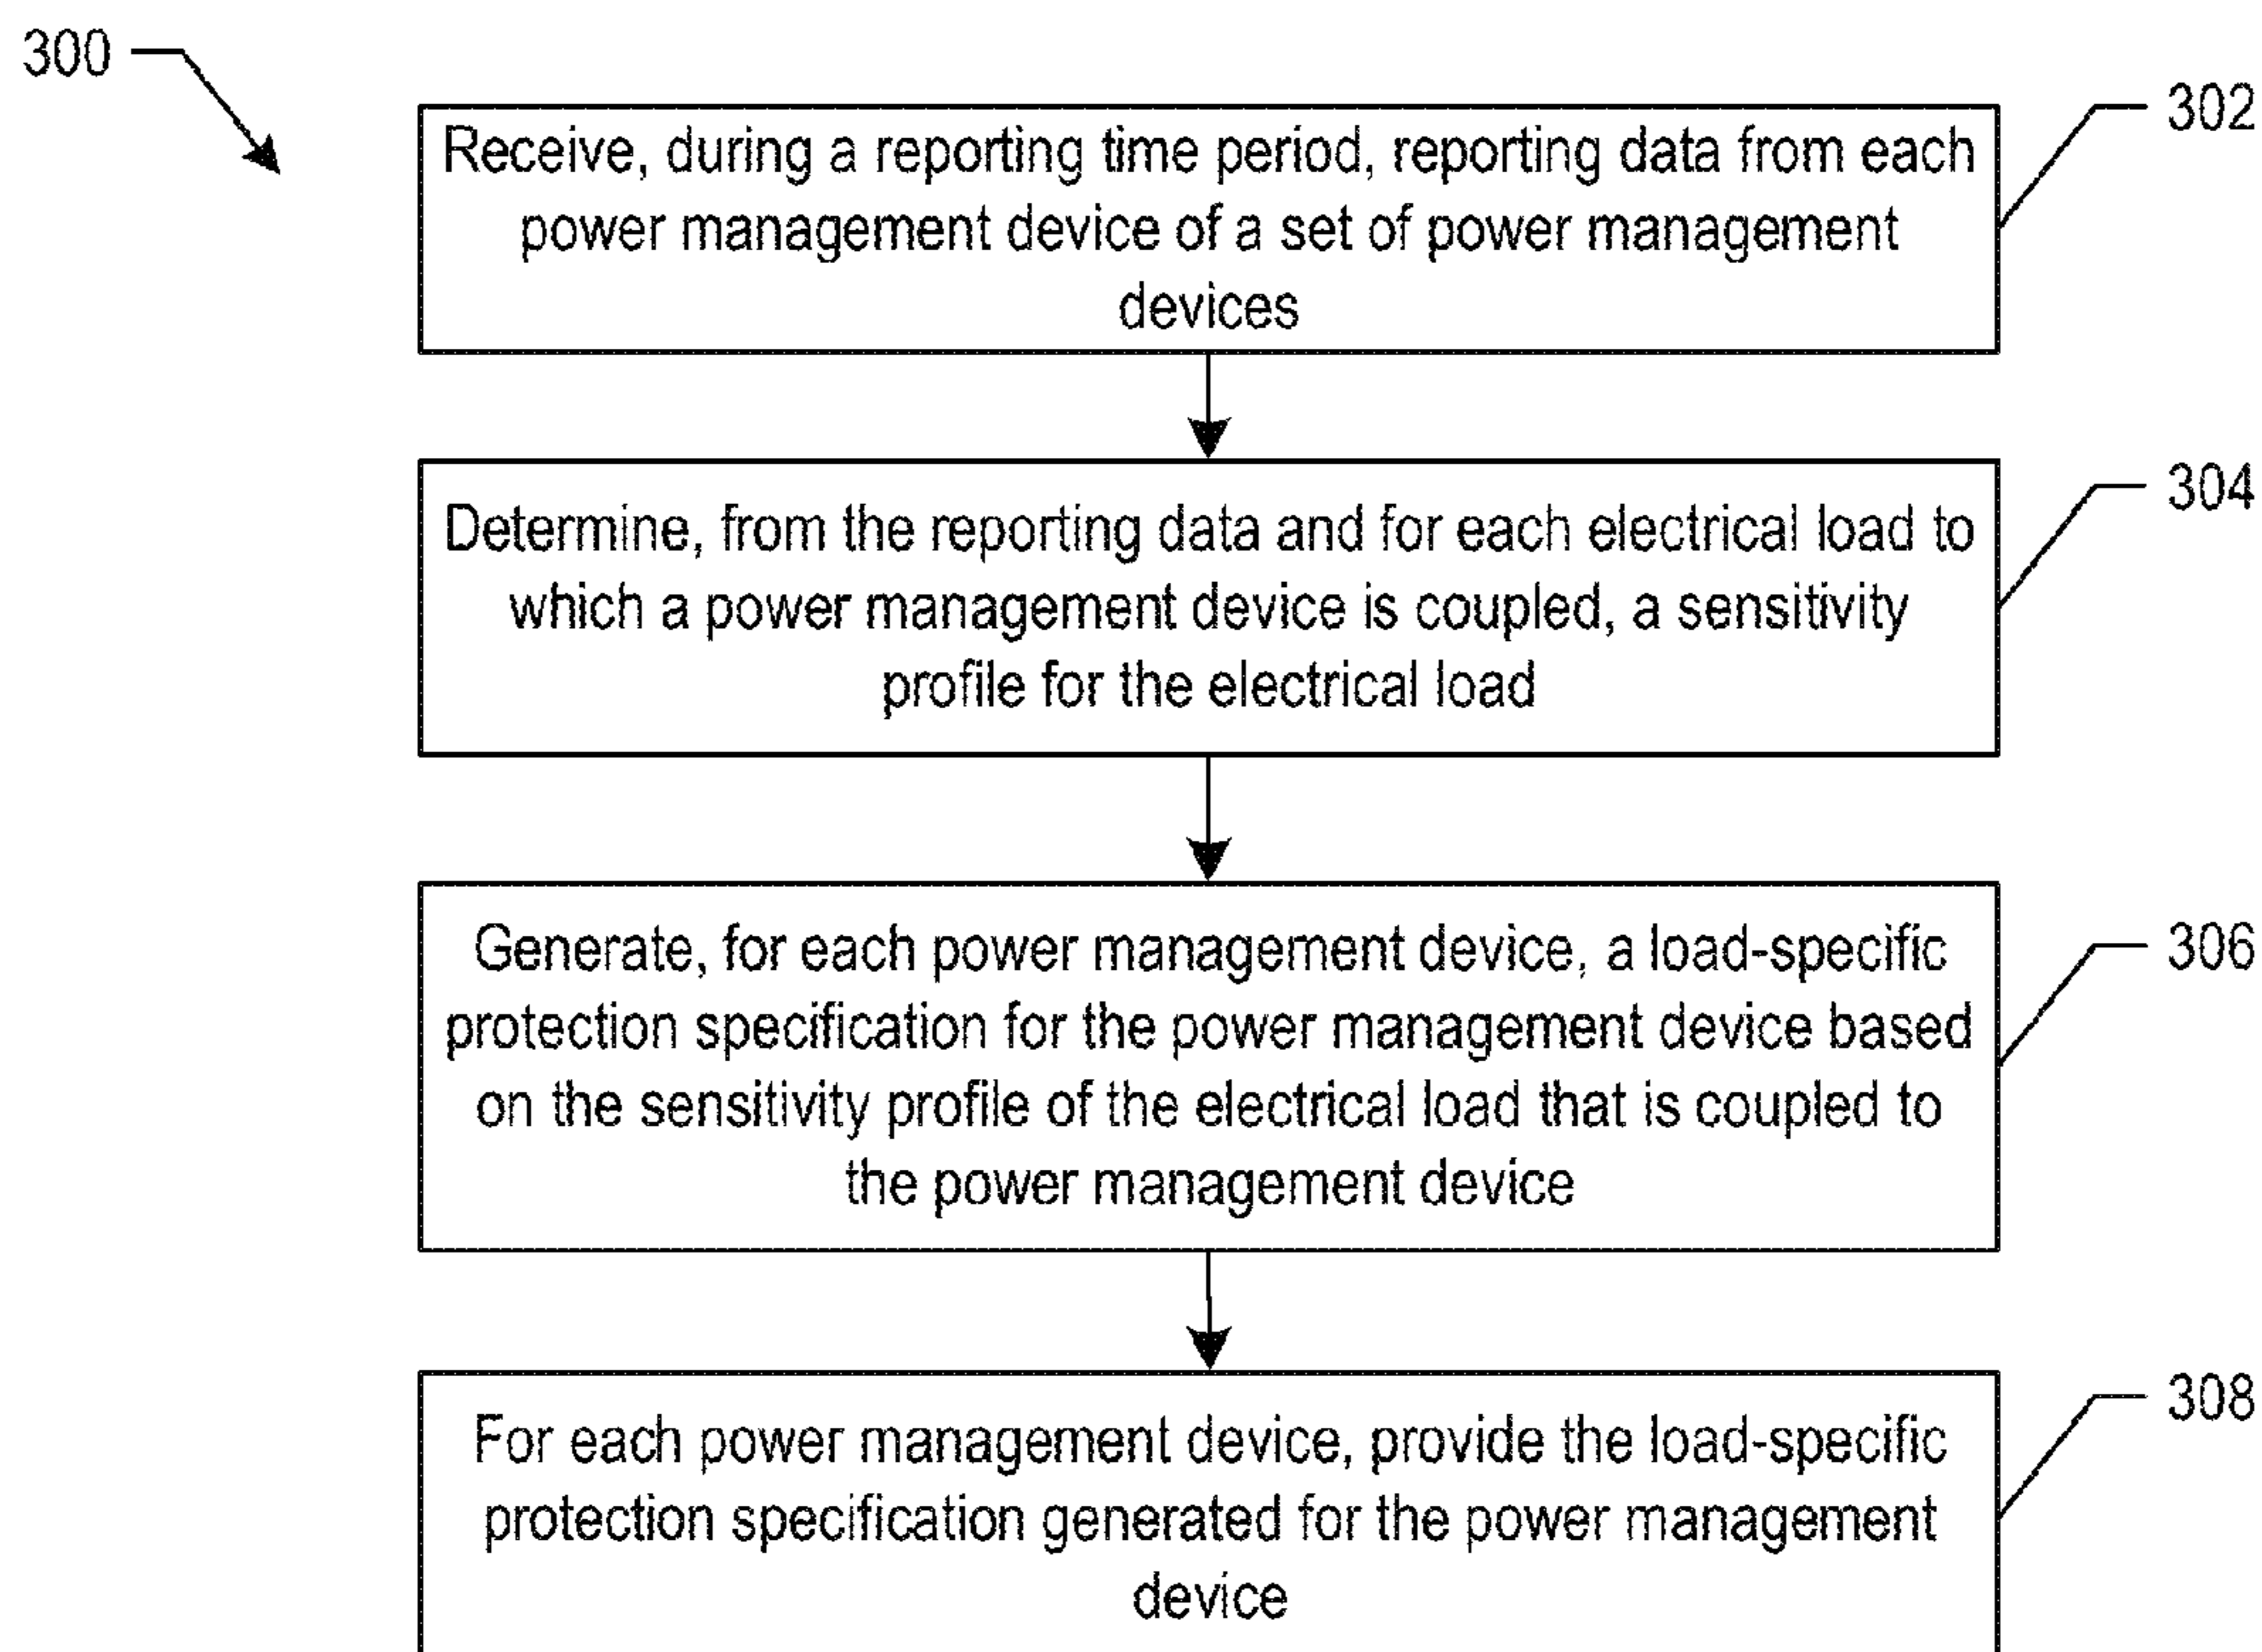 300
302
Receive, during a reporting time period, reporting data from each
power management device of a set of power management
devices
304
Determine, from the reporting data and for each electrical load to
which a power management device is coupled, a sensitivity
profile for the electrical load
306
Generate, for each power management device, a load-specific
protection specification for the power management device based
on the sensitivity profile of the electrical load that is coupled to
the power management device
308
For each power management device, provide the load-specific
protection specification generated for the power management
device